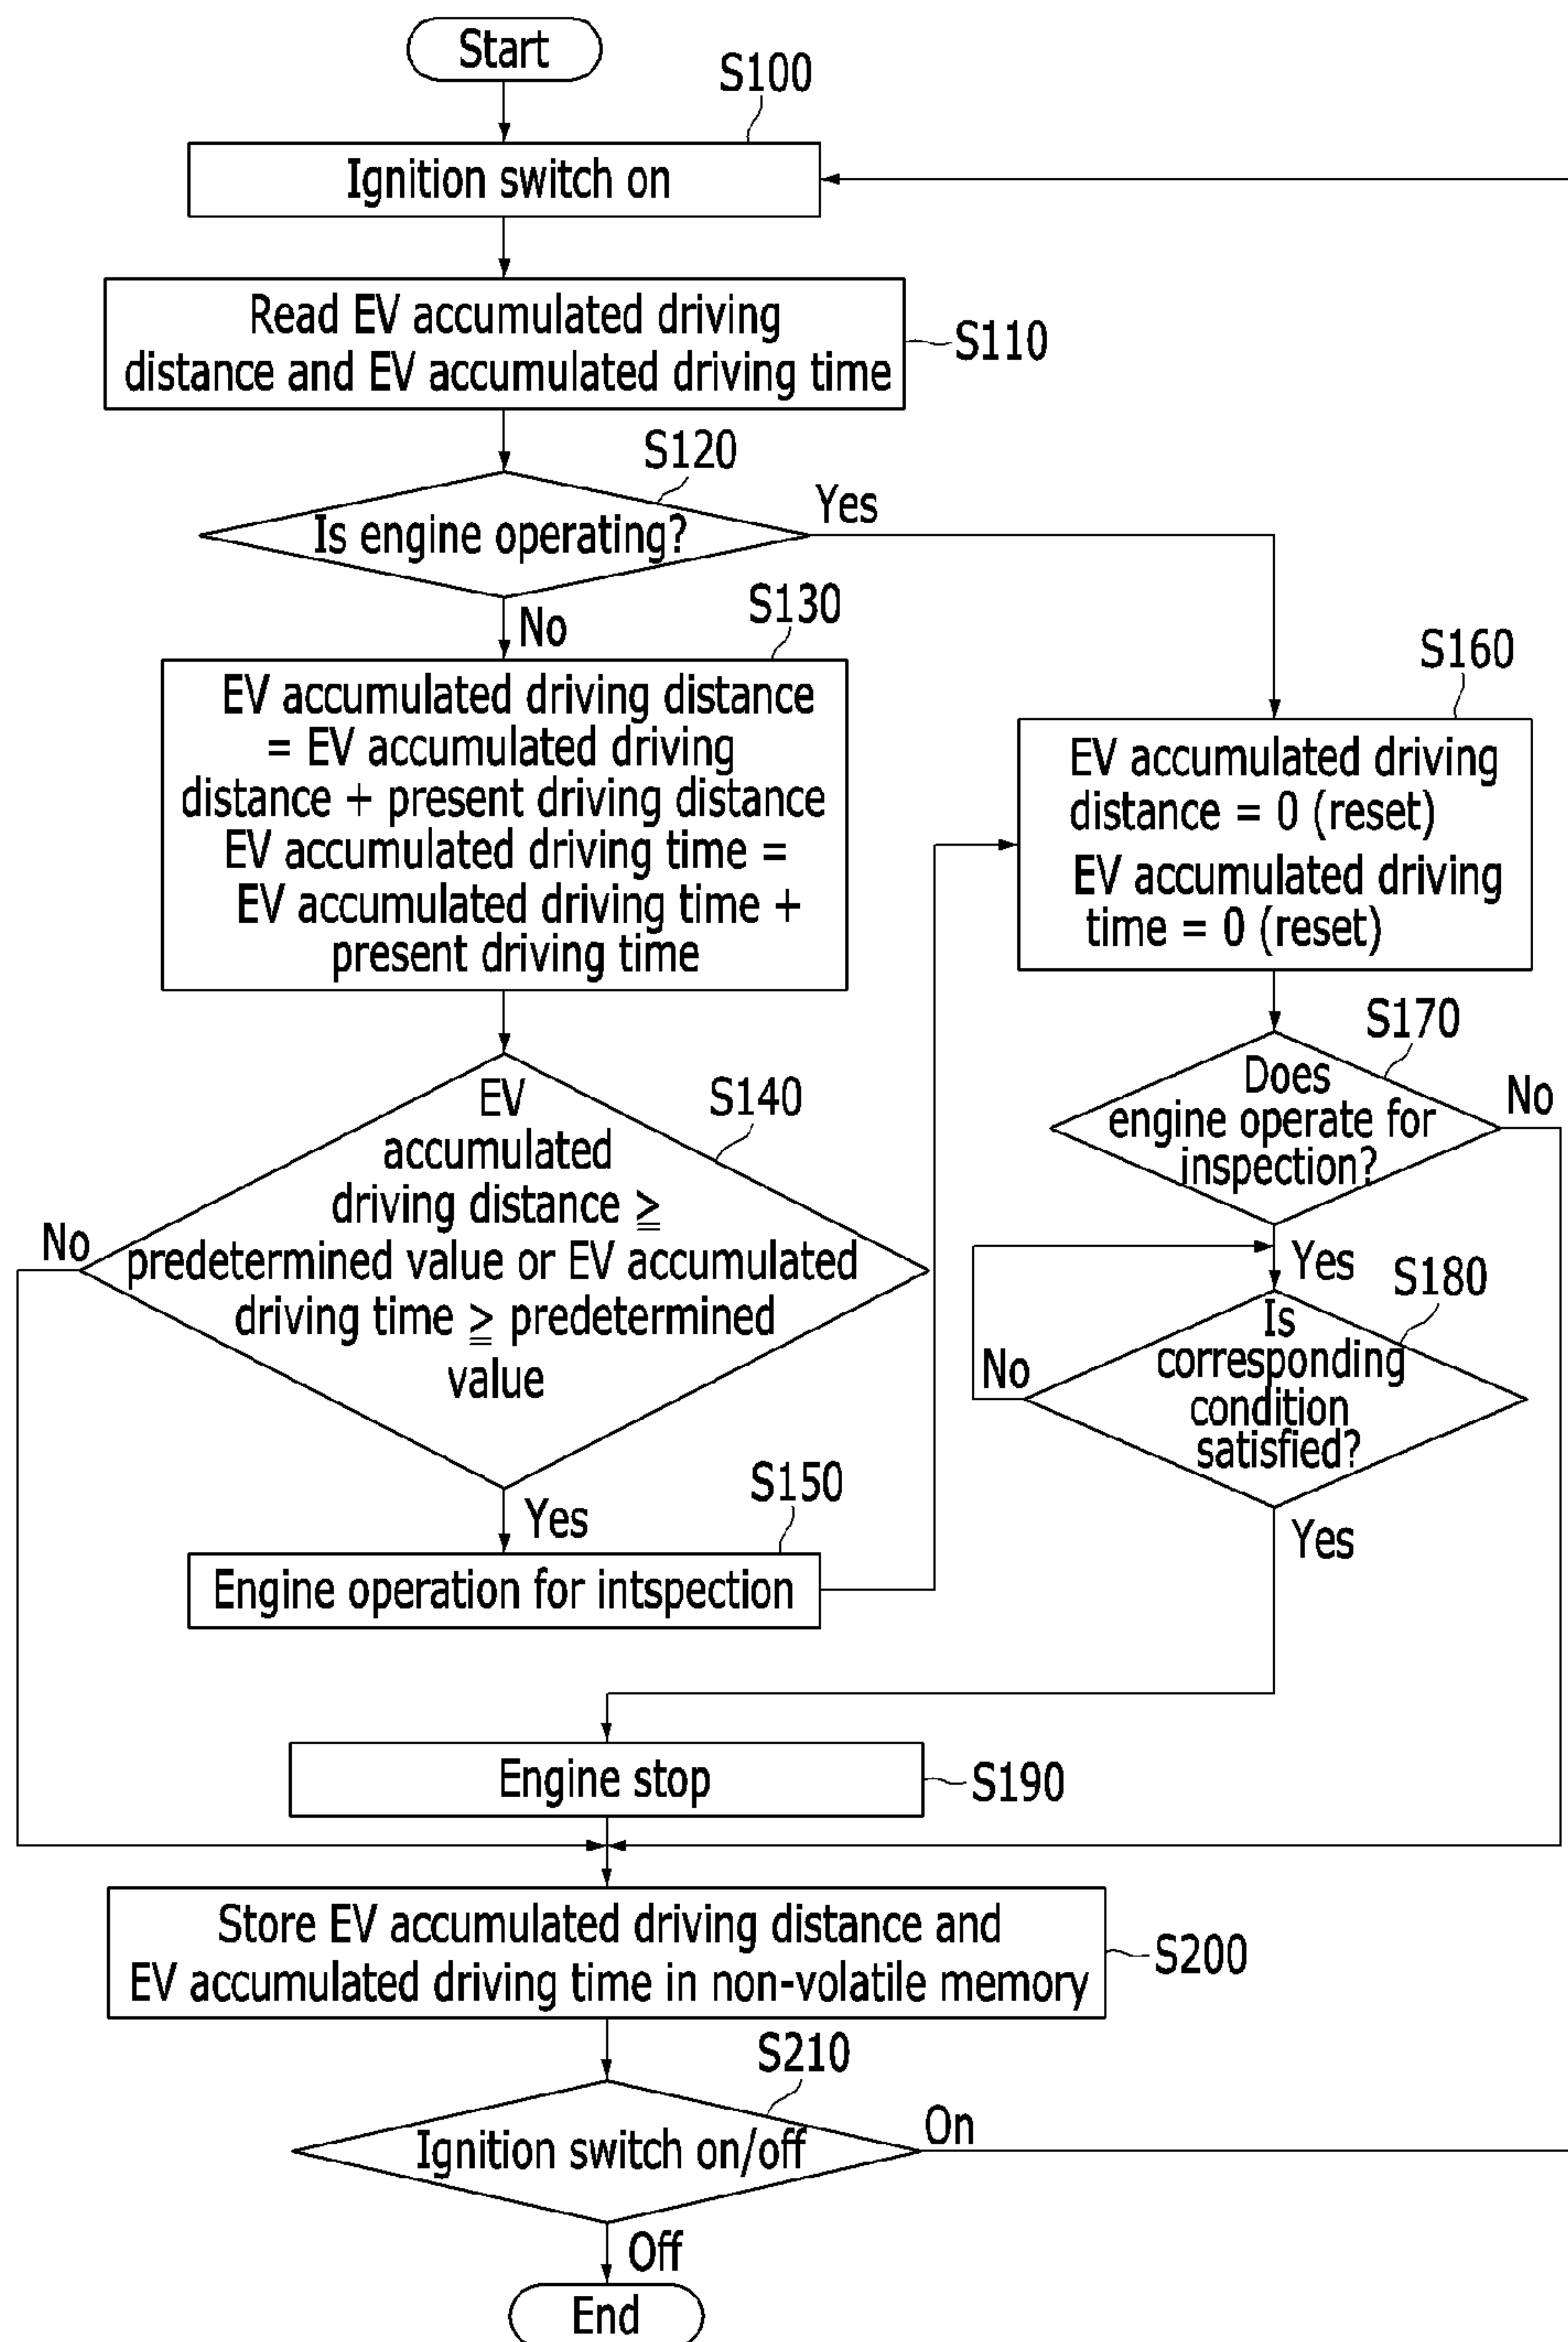 Start
S100
Ignition switch on
Read EV accumulated driving
distance and EV accumulated driving time
S110
S120
Is engine operating?
Yes
No
S130
EV accumulated driving distance
= EV accumulated driving
distance + present driving distance
EV accumulated driving time =
EV accumulated driving time +
present driving time
S160
EV accumulated driving
distance = 0 (reset)
EV accumulated driving
time = 0 (reset)
S140
EV
accumulated
driving distance ≧
predetermined value or EV accumulated
driving time ≧ predetermined
value
No
Yes
S150
Engine operation for intspection
S170
Does
engine operate for
inspection?
No
Yes
S180
Is
corresponding
condition
satisfied?
No
Yes
Engine stop
S190
Store EV accumulated driving distance and
EV accumulated driving time in non-volatile memory
S200
S210
Ignition switch on/off
On
Off
End